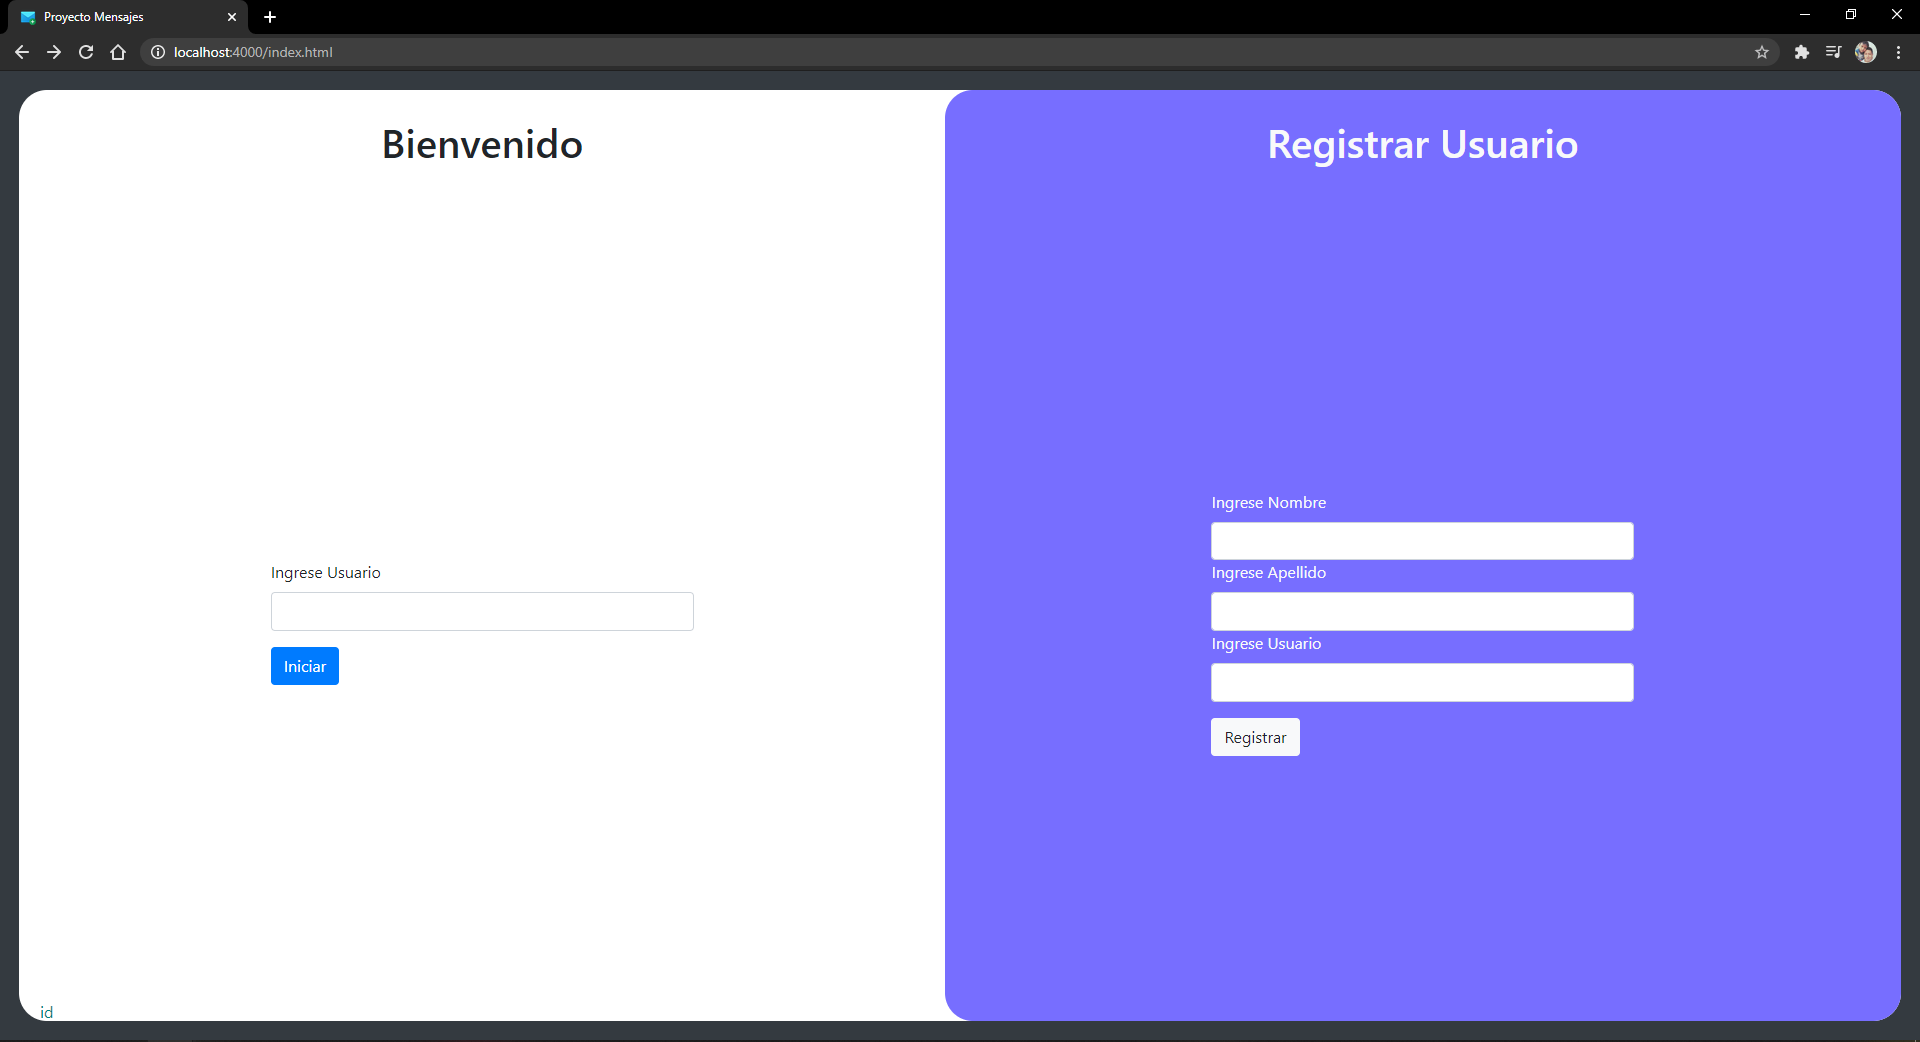 Proyecto Mensajes
localhost:4000/index.html
Bienvenido
Ingrese Usuario
Iniciar
id
Registrar Usuario
Ingrese Nombre
Ingrese Apellido
Ingrese Usuario
Registrar